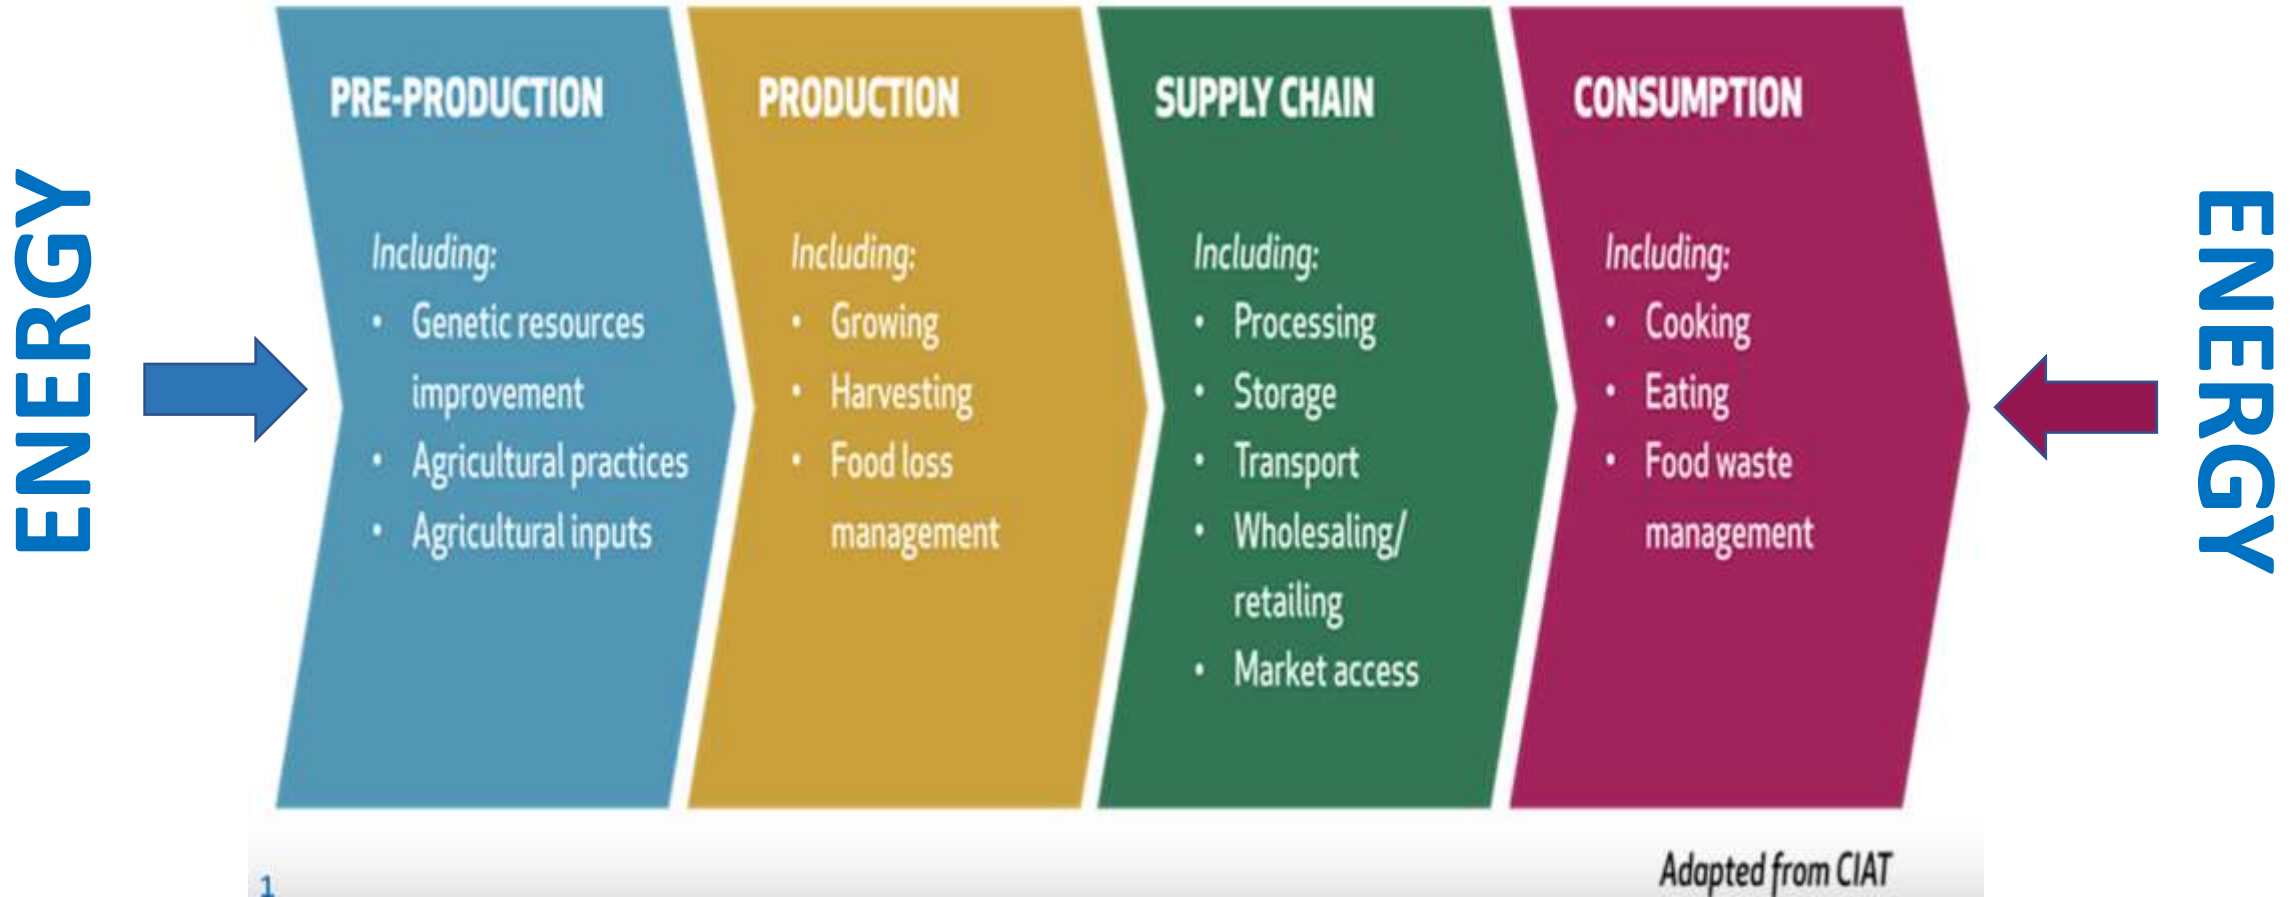 ENERGY
PRE-PRODUCTION
Including:
• Genetic resources
improvement
• Agricultural practices
• Agricultural inputs
PRODUCTION
Including:
• Growing
• Harvesting
• Food loss
management
SUPPLY CHAIN
Including:
• Processing
• Storage
• Transport
• Wholesaling/
retailing
• Market access
CONSUMPTION
Including:
• Cooking
• Eating
• Food waste
management
ENERGY
1
Adapted from CIAT